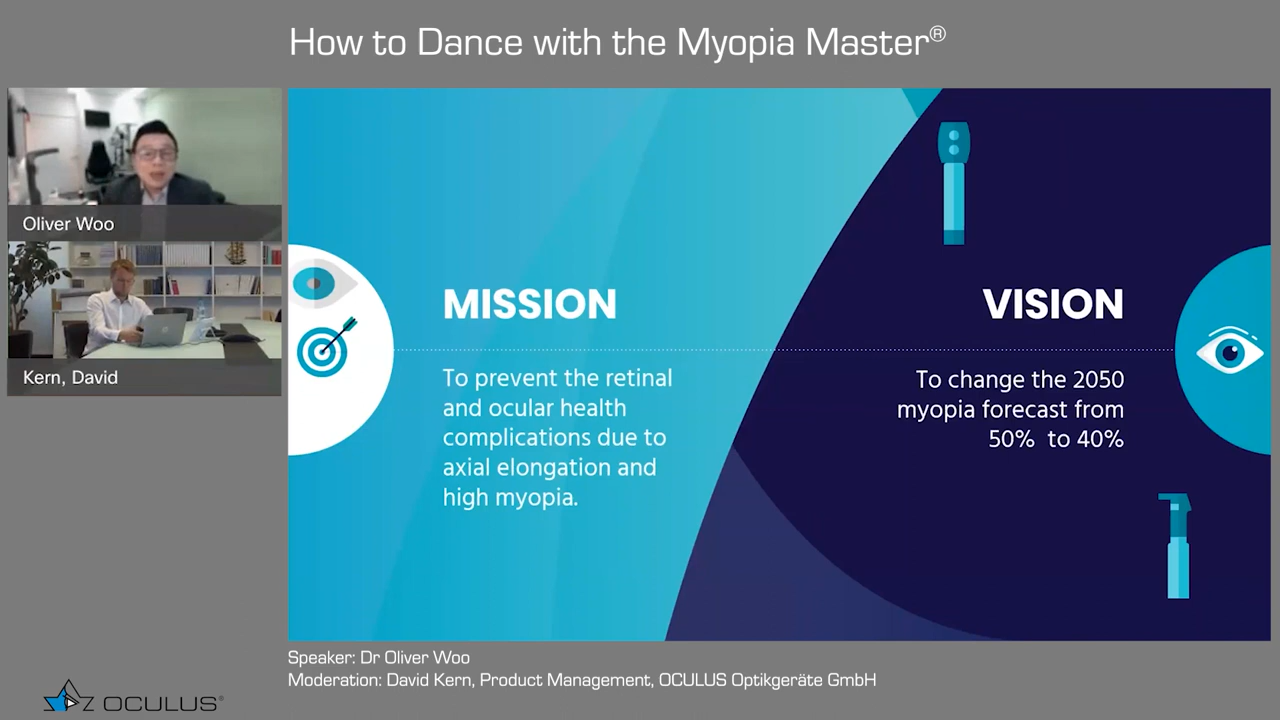 How to Dance with the Myopia Master®
Oliver Woo
Kern, David
MISSION
To prevent the retinal
and ocular health
complications due to
axial elongation and
high myopia.
VISION
To change the 2050
myopia forecast from
50% to 40%
Speaker: Dr Oliver Woo
Moderation: David Kern, Product Management, OCULUS Optikgeräte GmbH
OCULUS®